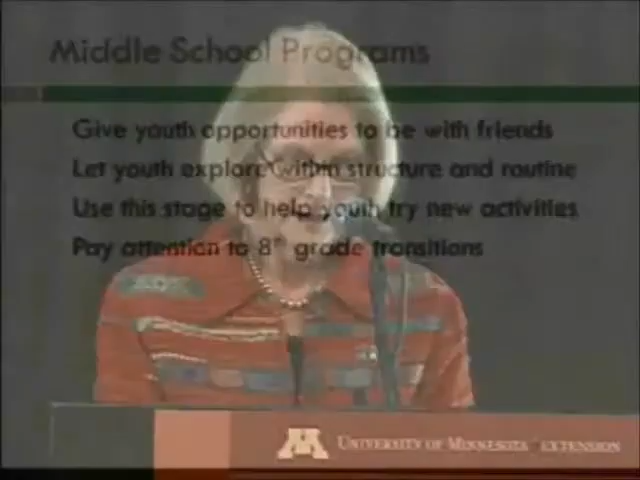 Middle School Programs
Give youth opportunities to be with friends
Let youth explore within structure and routine
Use this stage to help youth try new activities
Pay attention to 8th grade transitions
M University of Minnesota EXTENSION